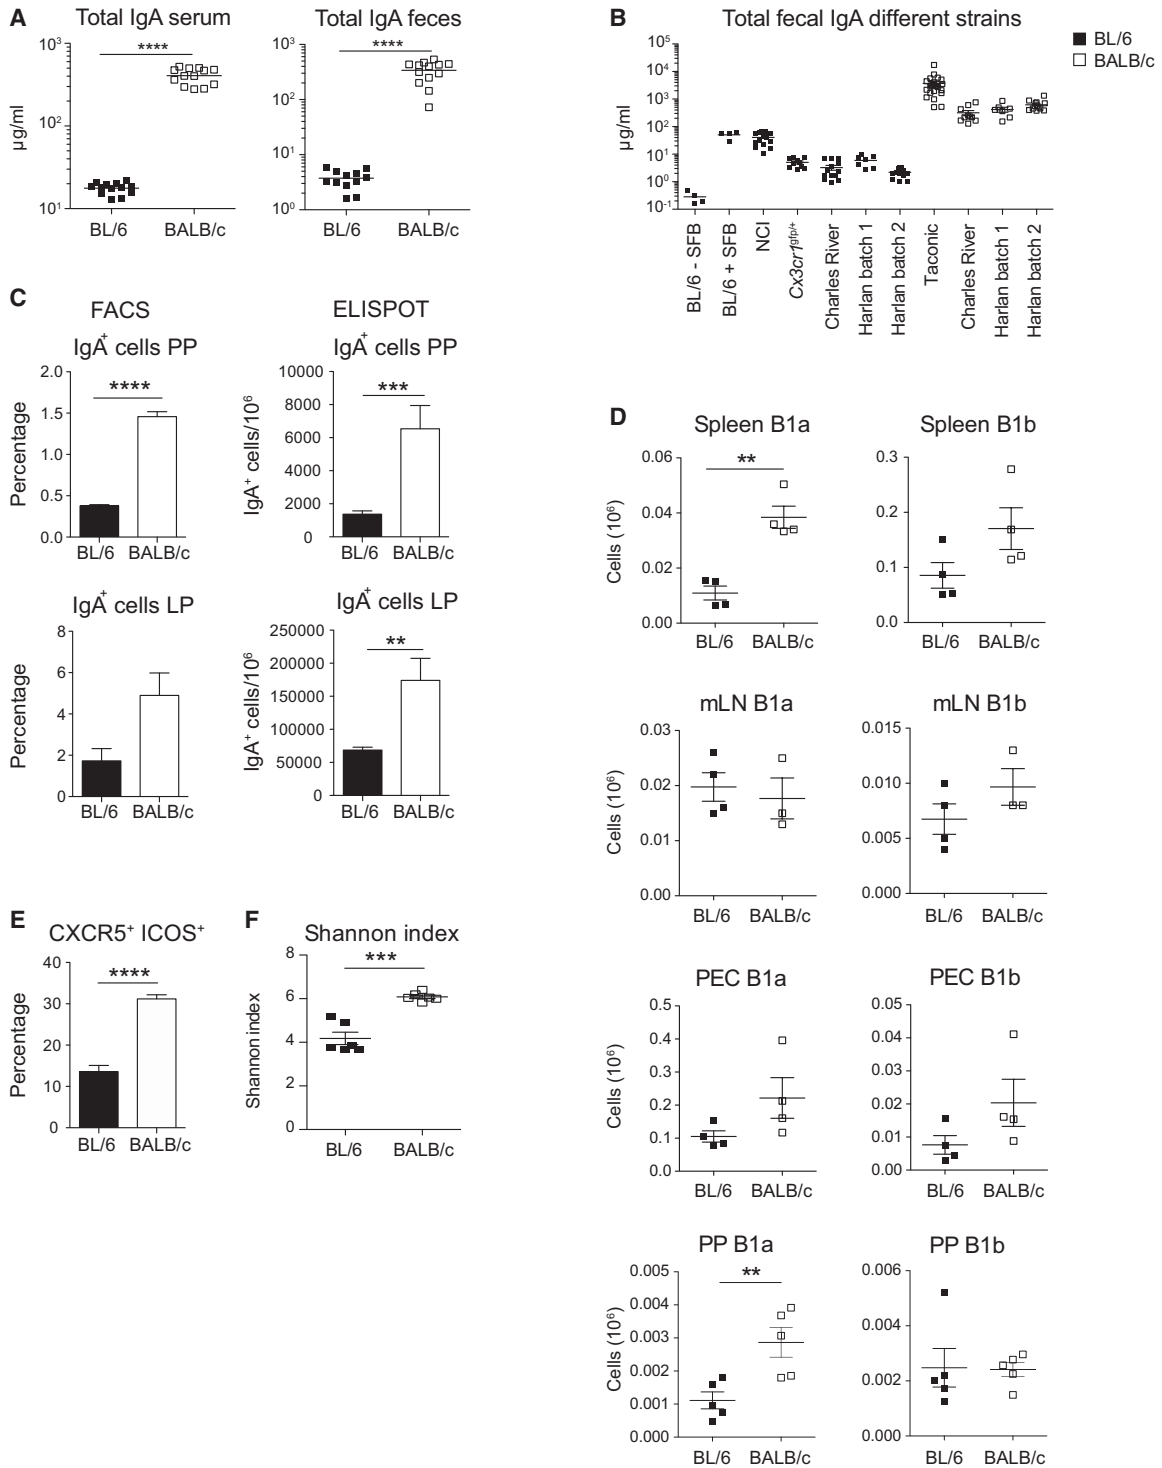 A
Total IgA serum
Total IgA feces
µg/ml
10³
10²
10¹
****
BL/6
BALB/c
10³
10²
10¹
10⁰
****
BL/6
BALB/c
B
Total fecal IgA different strains
BL/6
BALB/c
µg/ml
10⁵
10⁴
10³
10²
10¹
10⁰
10⁻¹
BL/6 - SFB
BL/6 + SFB
NCI
Cx3cr1ᵍᶠᵖ/⁺
Charles River
Harlan batch 1
Harlan batch 2
Taconic
Charles River
Harlan batch 1
Harlan batch 2
C
FACS
ELISPOT
IgA⁺ cells PP
Percentage
2.0
1.5
1.0
0.5
0.0
****
BL/6
BALB/c
IgA⁺ cells PP
IgA⁺ cells/10⁶
10000
8000
6000
4000
2000
0
***
BL/6
BALB/c
IgA⁺ cells LP
Percentage
8
6
4
2
0
BL/6
BALB/c
IgA⁺ cells LP
IgA⁺ cells/10⁶
250000
200000
150000
100000
50000
0
**
BL/6
BALB/c
D
Spleen B1a
Cells (10⁶)
0.06
0.04
0.02
0.00
**
BL/6
BALB/c
Spleen B1b
0.3
0.2
0.1
0.0
BL/6
BALB/c
mLN B1a
Cells (10⁶)
0.03
0.02
0.01
0.00
BL/6
BALB/c
mLN B1b
0.015
0.010
0.005
0.000
BL/6
BALB/c
PEC B1a
Cells (10⁶)
0.5
0.4
0.3
0.2
0.1
0.0
BL/6
BALB/c
PEC B1b
0.05
0.04
0.03
0.02
0.01
0.00
BL/6
BALB/c
PP B1a
Cells (10⁶)
0.005
0.004
0.003
0.002
0.001
0.000
**
BL/6
BALB/c
PP B1b
0.006
0.004
0.002
0.000
BL/6
BALB/c
E
CXCR5⁺ ICOS⁺
Percentage
40
30
20
10
0
****
BL/6
BALB/c
F
Shannon index
Shannon index
8
6
4
2
0
***
BL/6
BALB/c